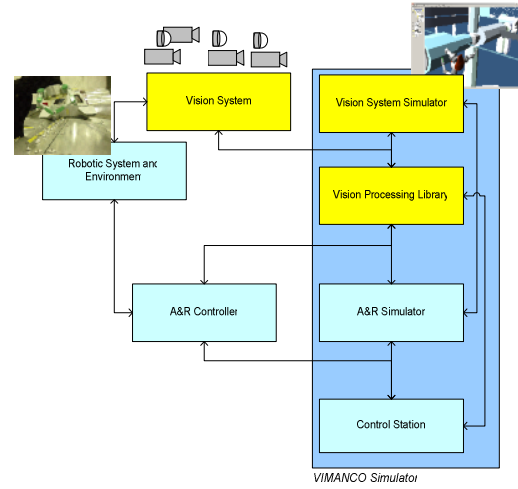 Vision System
Vision System Simulator
Robotic System and
Environment
Vision Processing Library
A&R Controller
A&R Simulator
Control Station
VIMANCO Simulator